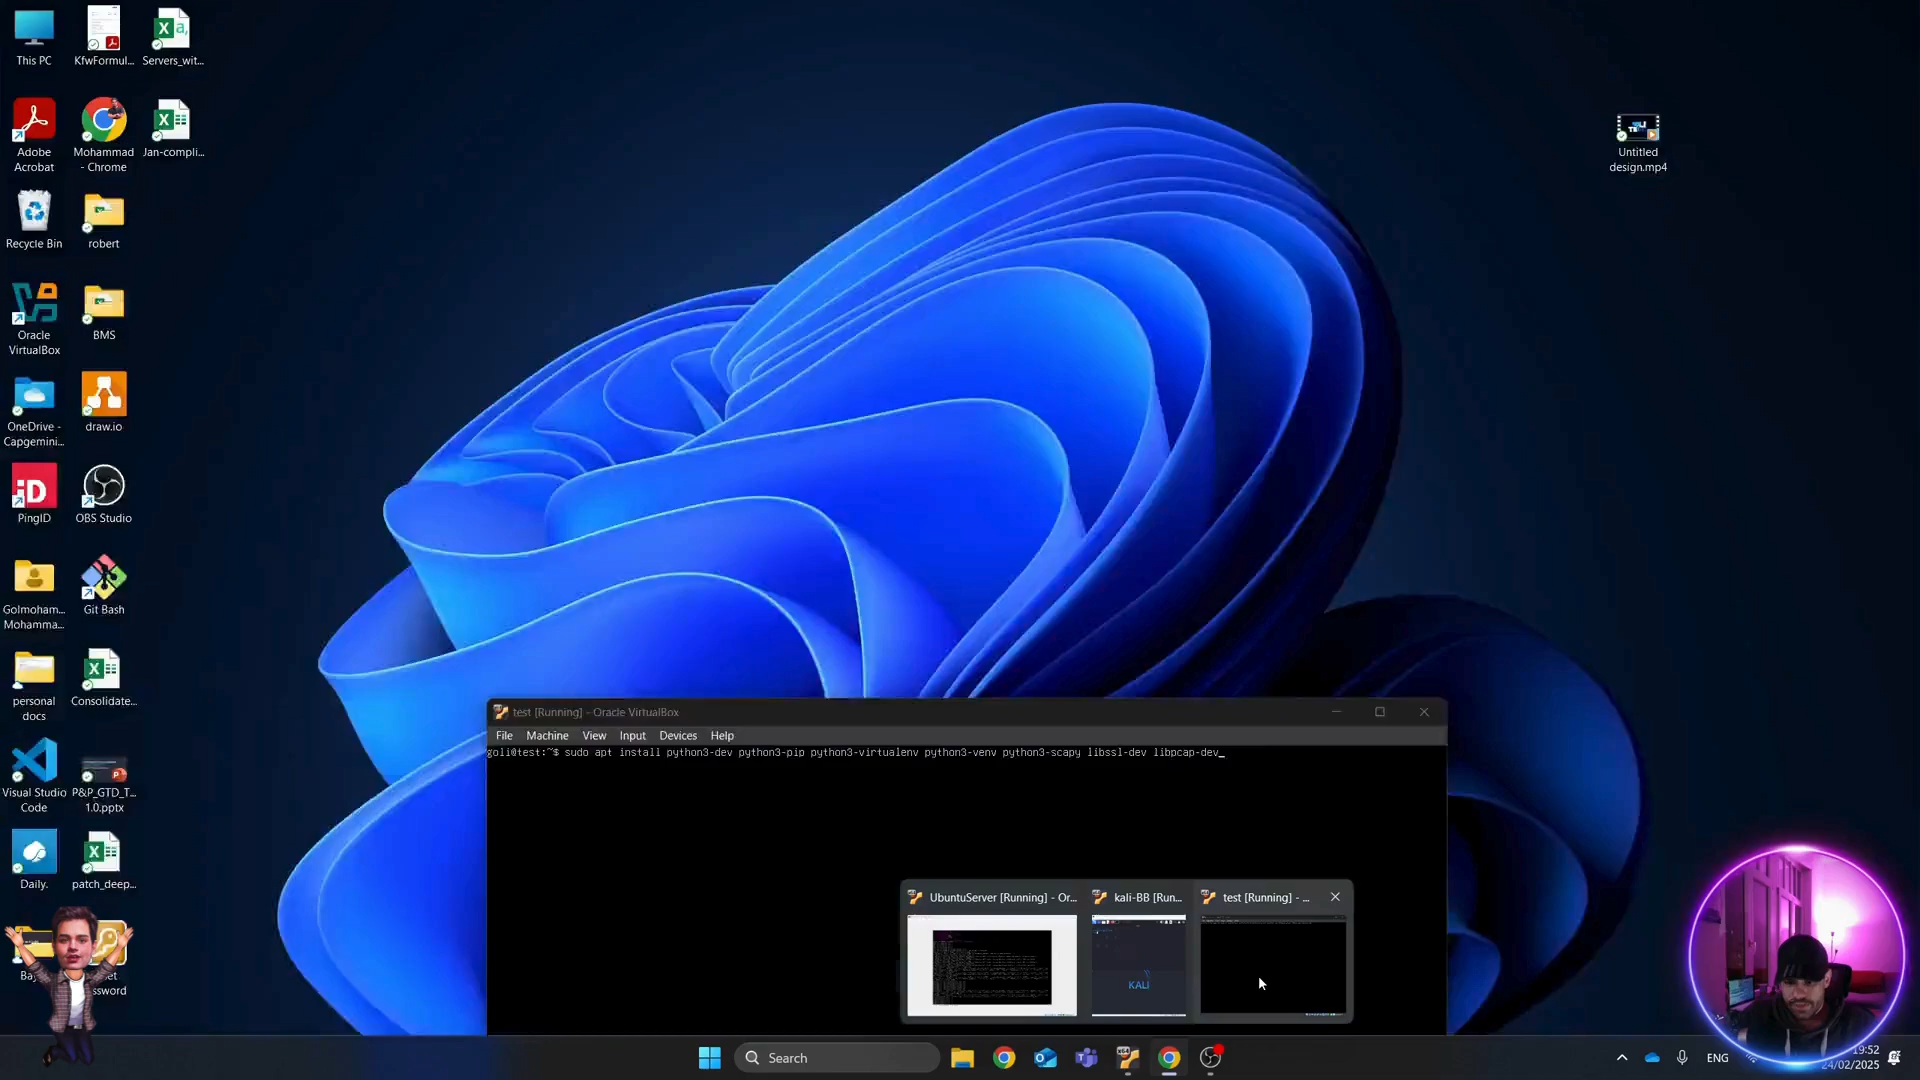 This PC
KfwFormul...
Servers_wit...
Adobe
Acrobat
Mohammad
- Chrome
Jan-compli...
Untitled
design.mp4
Recycle Bin
robert
Oracle
VirtualBox
BMS
OneDrive -
Capgemini...
draw.io
PingID
OBS Studio
Golmoham...
Mohamma...
Git Bash
personal
docs
Consolidate...
Visual Studio
Code
P&P_GTD_T...
1.0.pptx
Daily.
patch_deep...
ssword
test [Running] - Oracle VirtualBox
File Machine View Input Devices Help
goli@test:~$ sudo apt install python3-dev python3-pip python3-virtualenv python3-venv python3-scapy libssl-dev libpcap-dev_
UbuntuServer [Running] - Or...
kali-BB [Run...
test [Running] - ...
KALI
Search
ENG
19:52
24/02/2025